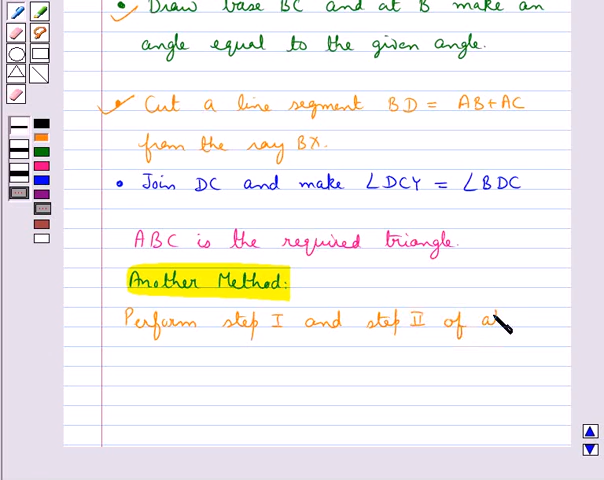 • Draw base BC and at B make an
angle equal to the given angle.
• Cut a line segment BD = AB+AC
from the ray BX.
• Join DC and make ∠DCY = ∠BDC
ABC is the required triangle.
Another Method:
Perform step I and step II of